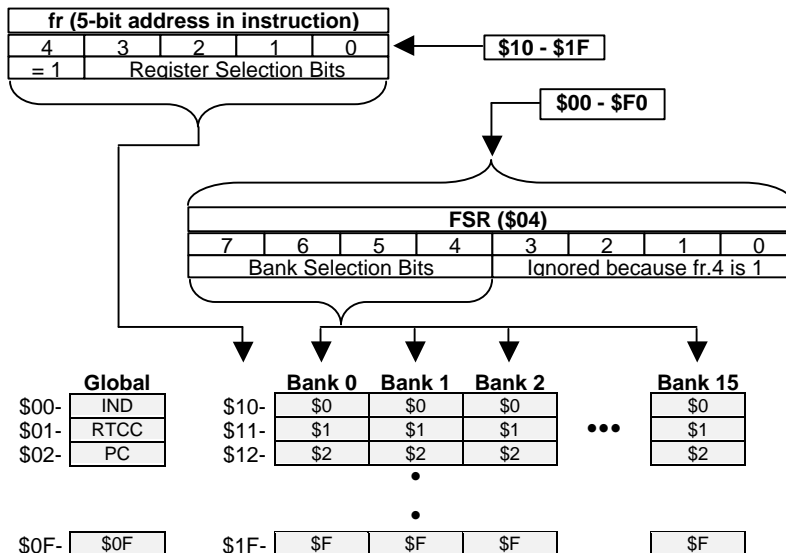 fr (5-bit address in instruction)
4 3 2 1 0
= 1 Register Selection Bits
$10 - $1F
$00 - $F0
FSR ($04)
7 6 5 4 3 2 1 0
Bank Selection Bits Ignored because fr.4 is 1
Global Bank 0 Bank 1 Bank 2 Bank 15
$00- IND $10- $0 $0 $0 $0
$01- RTCC $11- $1 $1 $1 ••• $1
$02- PC $12- $2 $2 $2 $2
•
•
$0F- $0F $1F- $F $F $F $F